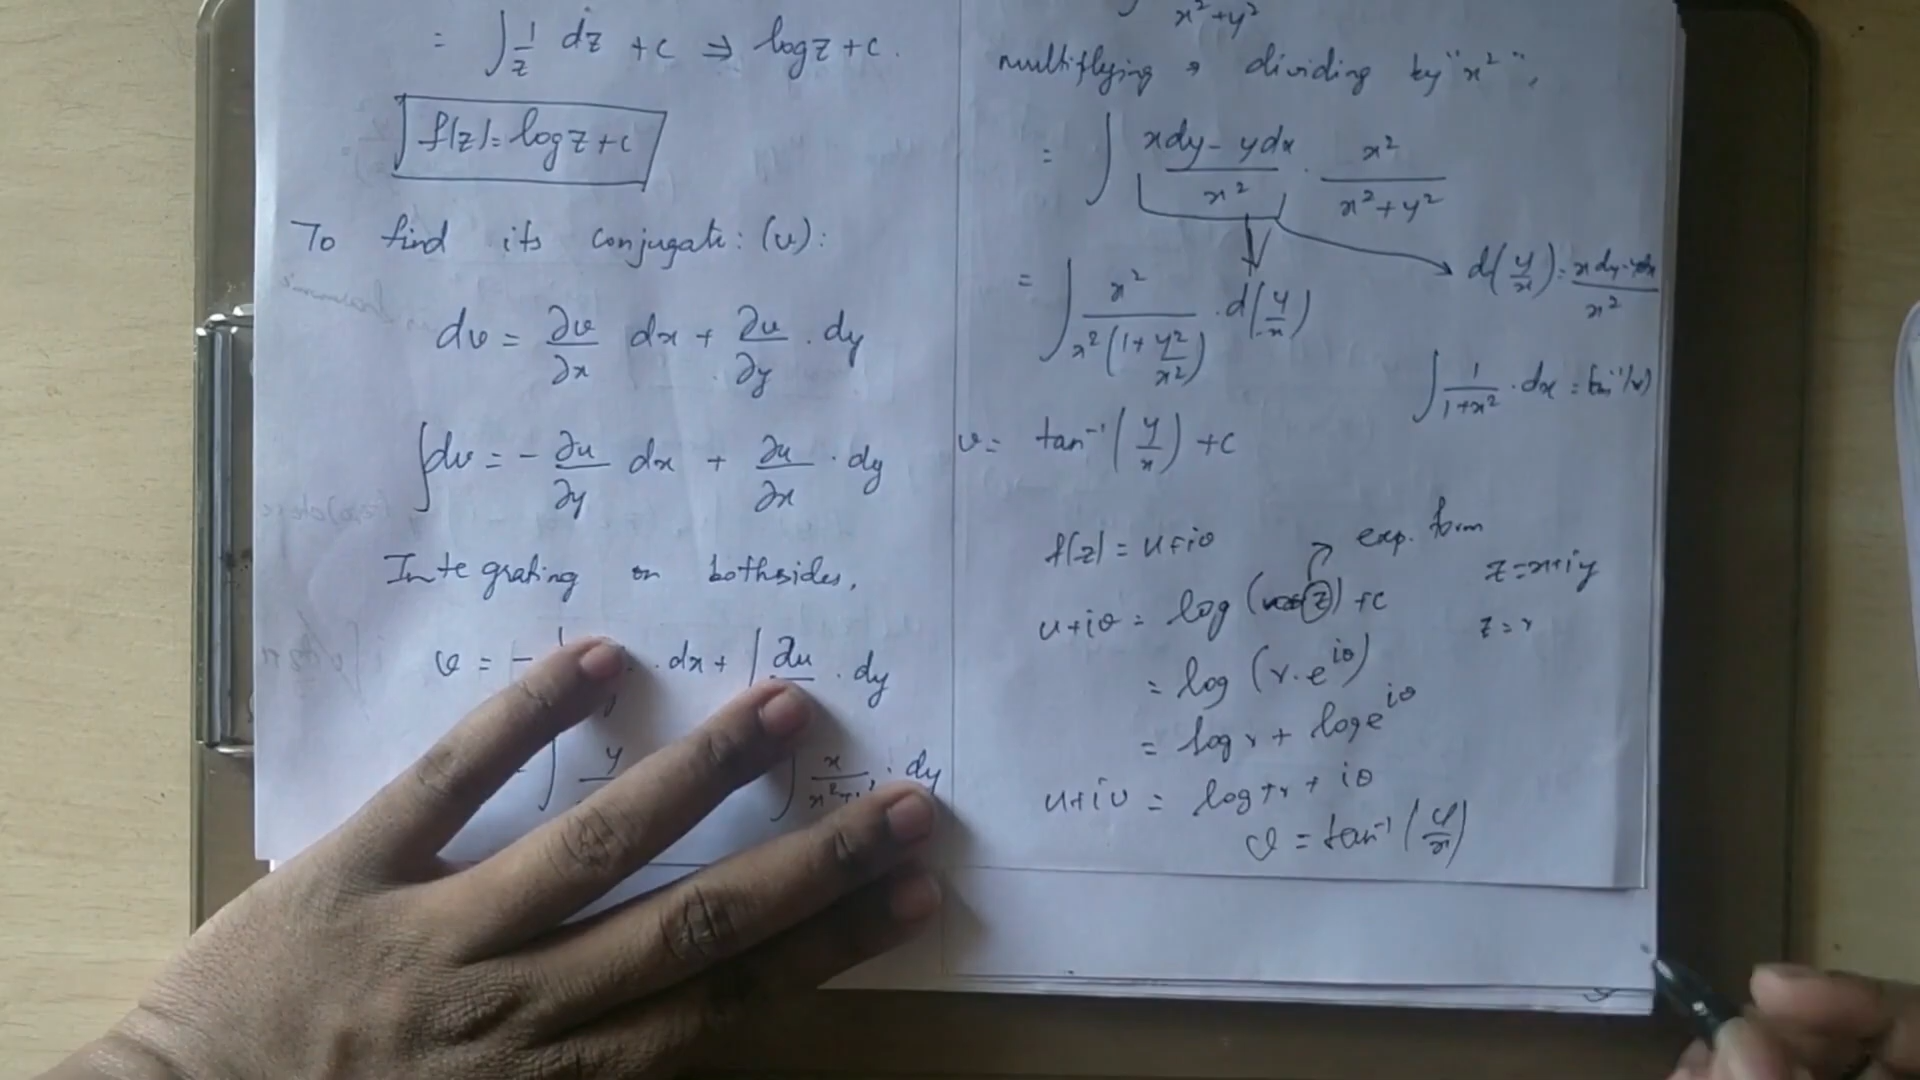 = ∫ 1/z dz + c ⇒ log z + c.
f(z) = log z + c
To find its conjugate: (v):
dv = ∂v/∂x dx + ∂v/∂y . dy
∫dv = - ∂u/∂y dx + ∂u/∂x . dy
Integrating on bothsides,
v = - . dx + ∫ ∂u . dy
y ∫ x/x² . dy
x²+y²
multiplying & dividing by "x²",
= ∫ xdy - ydx / x² . x² / x²+y²
d(y/x) = xdy-ydx / x²
= ∫ x² / x²(1+y²/x²) . d(y/x)
∫ 1/1+x² . dx = tan⁻¹(x)
v = tan⁻¹(y/x) + c
f(z) = u+iv
exp. form
z = x+iy
u+iv = log (z) + c
z = r
= log (r.e^iθ)
= log r + log e^iθ
u+iv = log r + iθ
v = tan⁻¹(y/x)